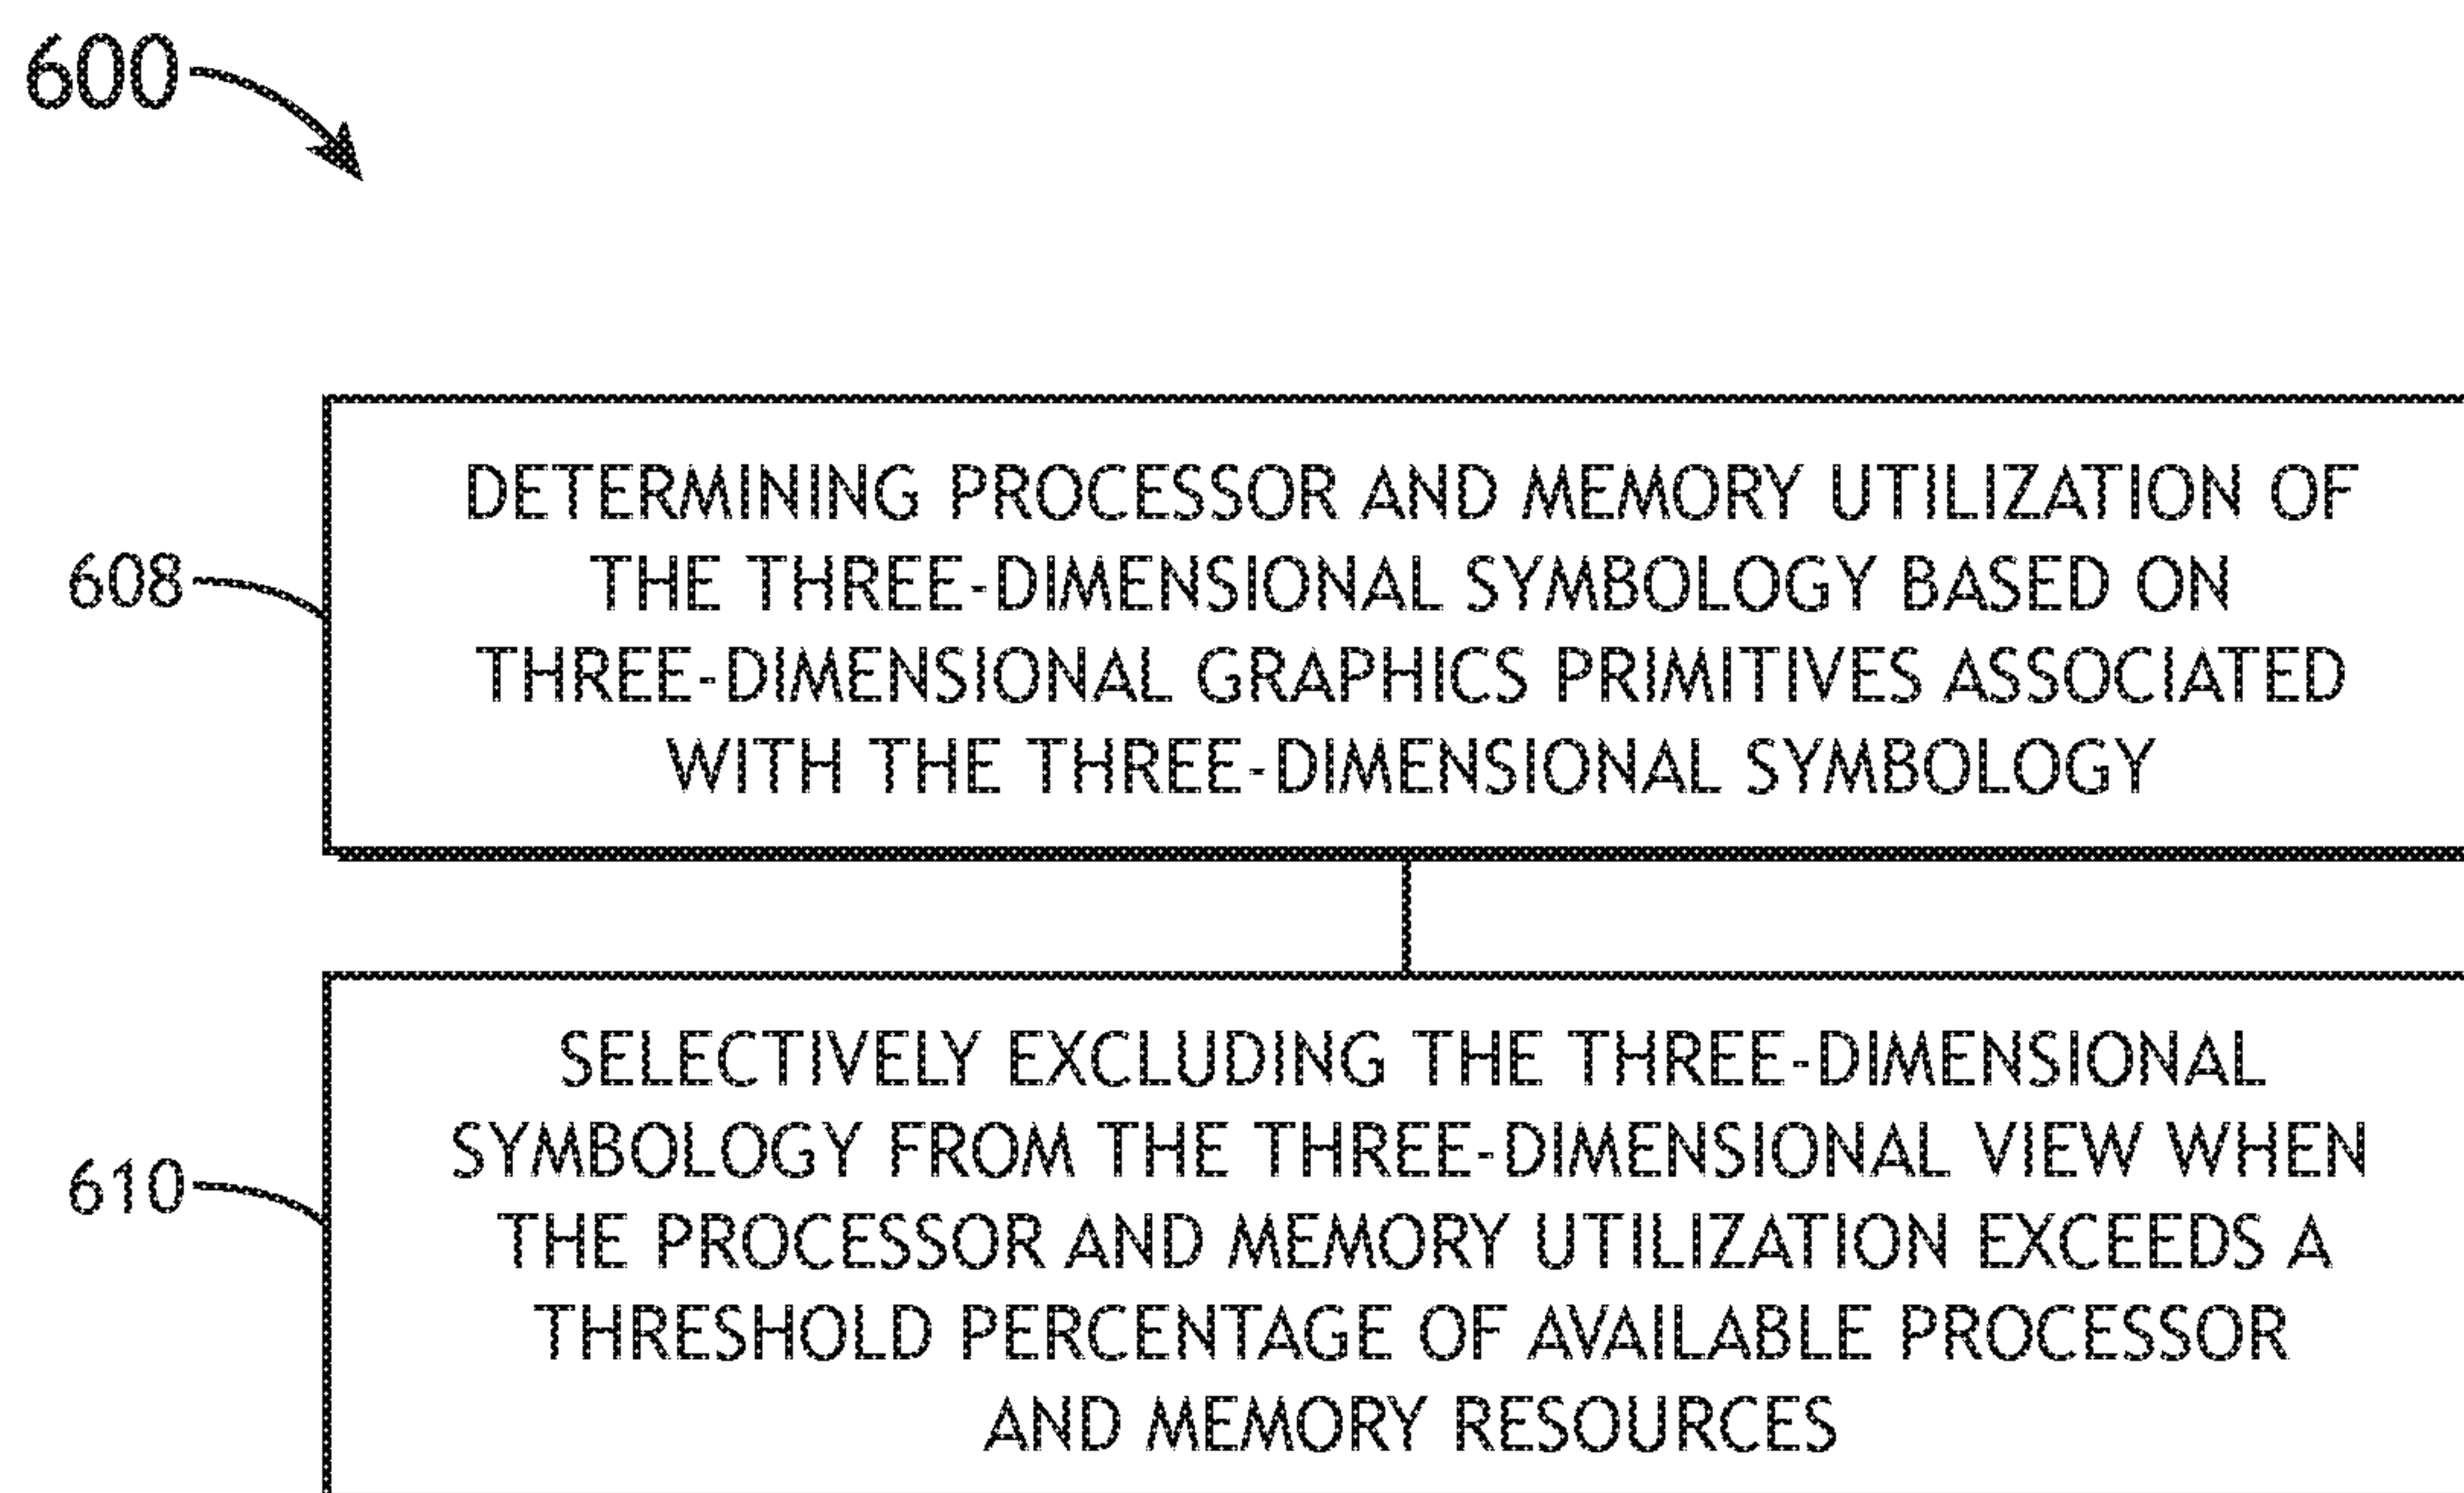 600
608
DETERMINING PROCESSOR AND MEMORY UTILIZATION OF
THE THREE-DIMENSIONAL SYMBOLOGY BASED ON
THREE-DIMENSIONAL GRAPHICS PRIMITIVES ASSOCIATED
WITH THE THREE-DIMENSIONAL SYMBOLOGY
610
SELECTIVELY EXCLUDING THE THREE-DIMENSIONAL
SYMBOLOGY FROM THE THREE-DIMENSIONAL VIEW WHEN
THE PROCESSOR AND MEMORY UTILIZATION EXCEEDS A
THRESHOLD PERCENTAGE OF AVAILABLE PROCESSOR
AND MEMORY RESOURCES